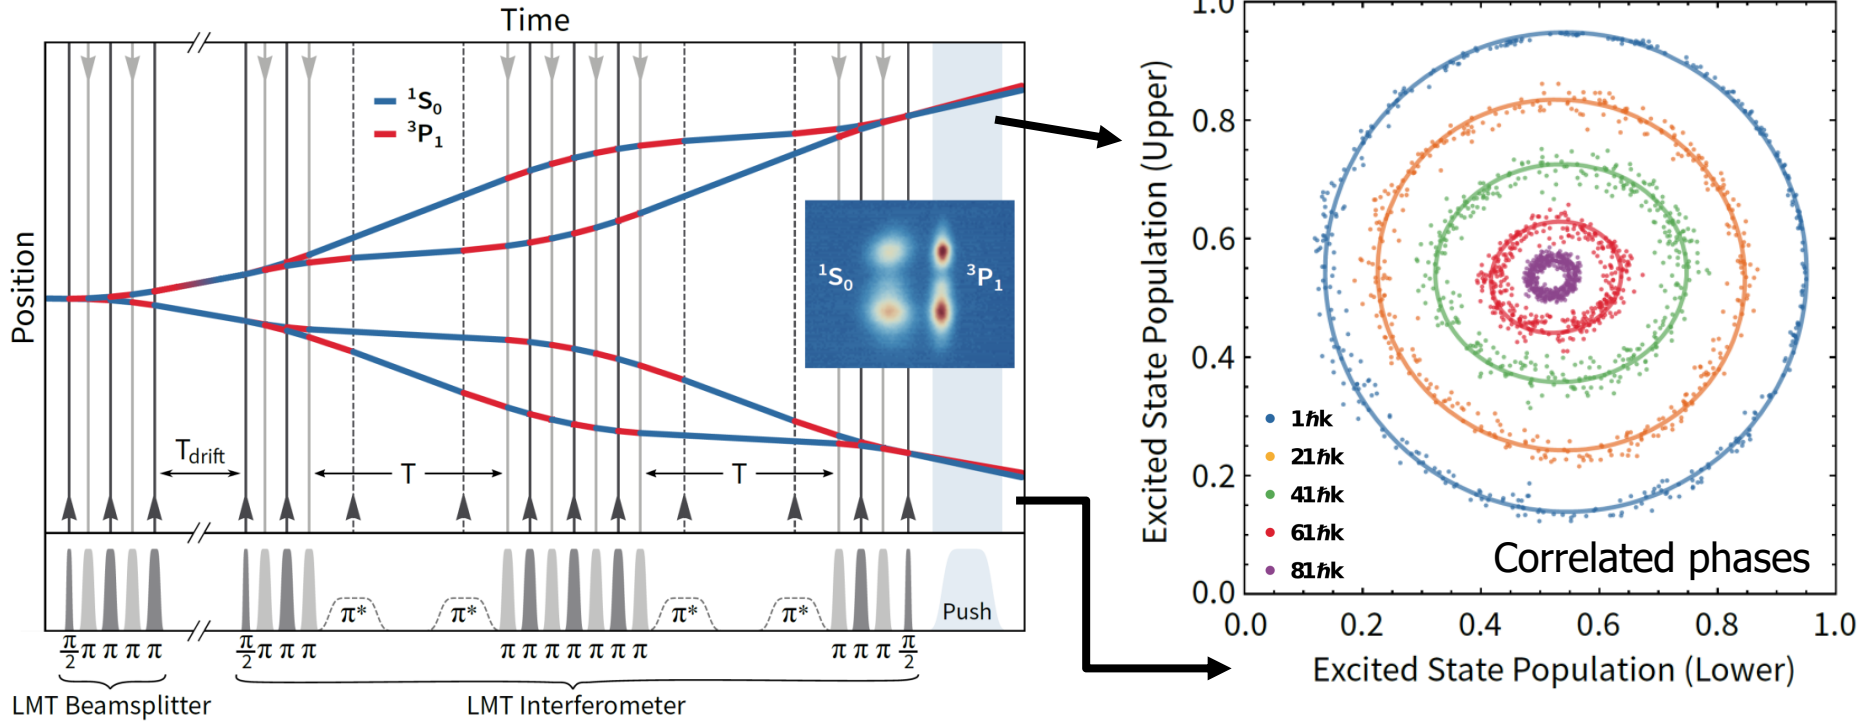 Time
Position
¹S₀
³P₁
¹S₀
³P₁
T_drift
T
T
π*
π*
π*
π*
Push
π/2 π π π π
π/2 π π π
π π π π π π π
π π π π/2
LMT Beamsplitter
LMT Interferometer
Excited State Population (Upper)
1.0
0.8
0.6
0.4
0.2
0.0
1ħk
21ħk
41ħk
61ħk
81ħk
Correlated phases
0.0 0.2 0.4 0.6 0.8 1.0
Excited State Population (Lower)